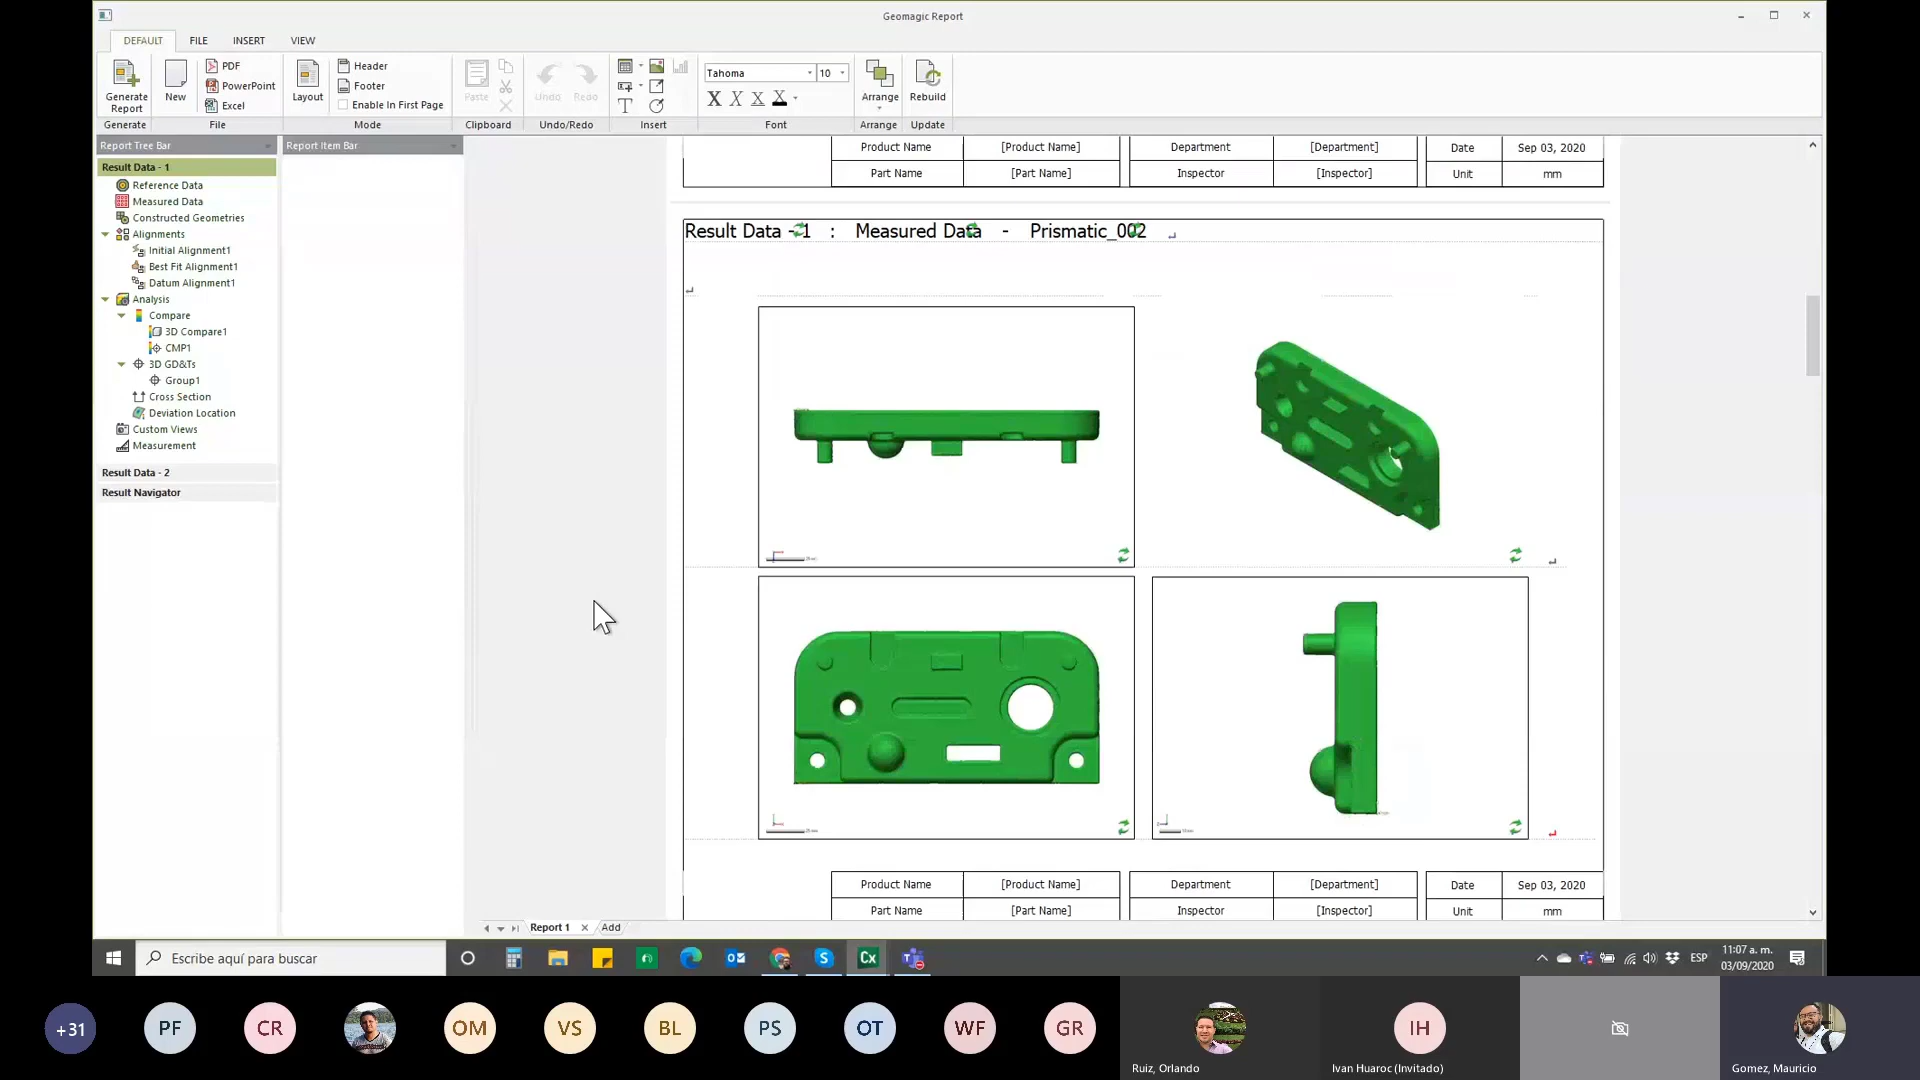 Geomagic Report
DEFAULT FILE INSERT VIEW
Generate Report
New
PDF
PowerPoint
Excel
Layout
Header
Footer
Enable In First Page
Paste
Undo
Redo
Tahoma 10
X X X X
Arrange
Rebuild
Generate File Mode Clipboard Undo/Redo Insert Font Arrange Update
Report Tree Bar
Report Item Bar
Result Data - 1
Reference Data
Measured Data
Constructed Geometries
Alignments
Initial Alignment1
Best Fit Alignment1
Datum Alignment1
Analysis
Compare
3D Compare1
CMP1
3D GD&Ts
Group1
Cross Section
Deviation Location
Custom Views
Measurement
Result Data - 2
Result Navigator
Product Name [Product Name] Department [Department] Date Sep 03, 2020
Part Name [Part Name] Inspector [Inspector] Unit mm
Result Data - 1 : Measured Data - Prismatic_002
Product Name [Product Name] Department [Department] Date Sep 03, 2020
Part Name [Part Name] Inspector [Inspector] Unit mm
Report 1 Add
Escribe aquí para buscar
Cx
ESP
11:07 a. m.
03/09/2020
+31 PF CR OM VS BL PS OT WF GR IH
Ruiz, Orlando
Ivan Huaroc (Invitado)
Gomez, Mauricio